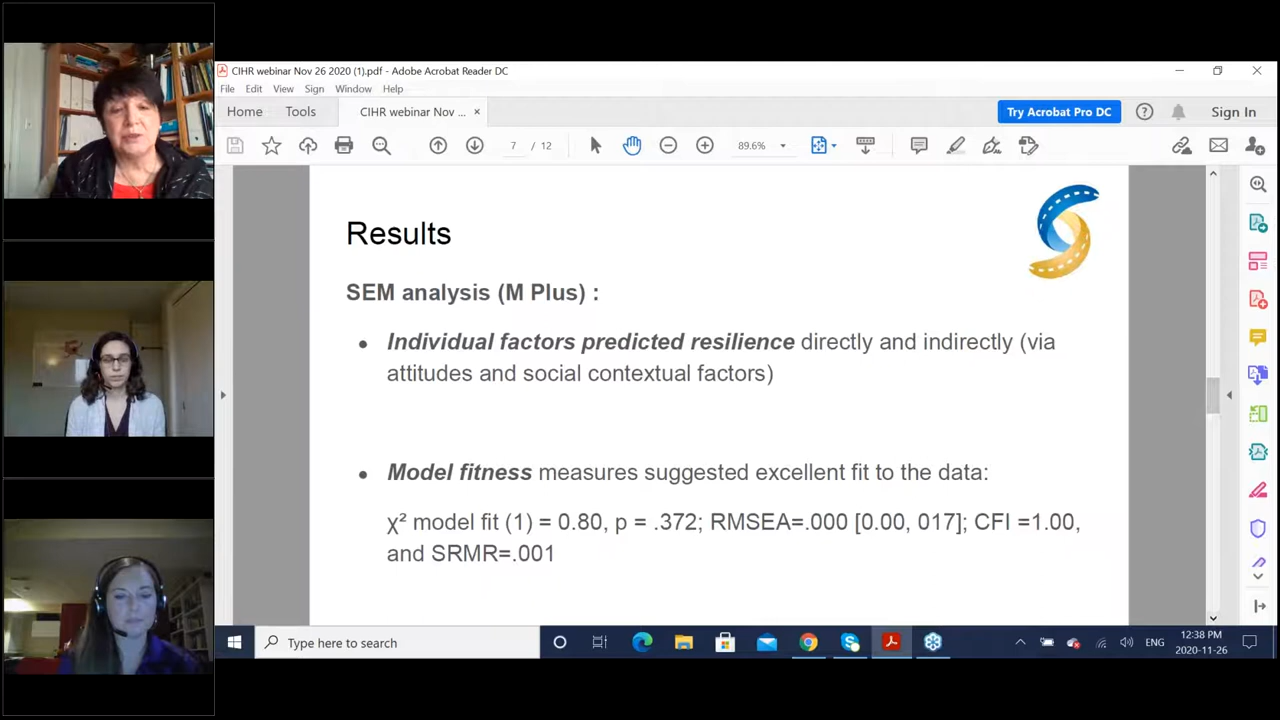 CIHR webinar Nov 26 2020 (1).pdf - Adobe Acrobat Reader DC
File Edit View Sign Window Help
Home Tools CIHR webinar Nov ... ×
Try Acrobat Pro DC
Sign In
7 / 12
89.6%
Results
SEM analysis (M Plus) :
• Individual factors predicted resilience directly and indirectly (via
attitudes and social contextual factors)
• Model fitness measures suggested excellent fit to the data:
χ² model fit (1) = 0.80, p = .372; RMSEA=.000 [0.00, 017]; CFI =1.00,
and SRMR=.001
Type here to search
ENG
12:38 PM
2020-11-26